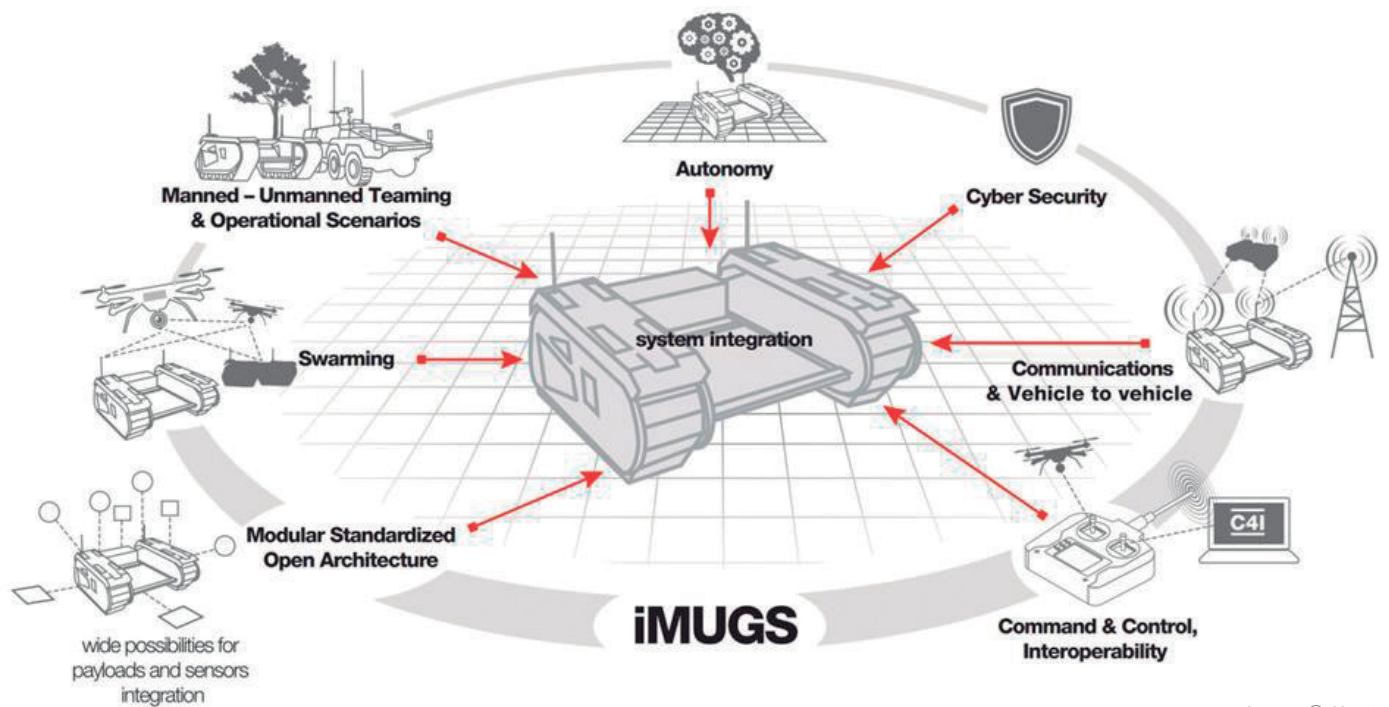 Autonomy
Manned – Unmanned Teaming
& Operational Scenarios
Cyber Security
system integration
Swarming
Communications
& Vehicle to vehicle
Modular Standardized
Open Architecture
C4I
iMUGS
Command & Control,
Interoperability
wide possibilities for
payloads and sensors
integration